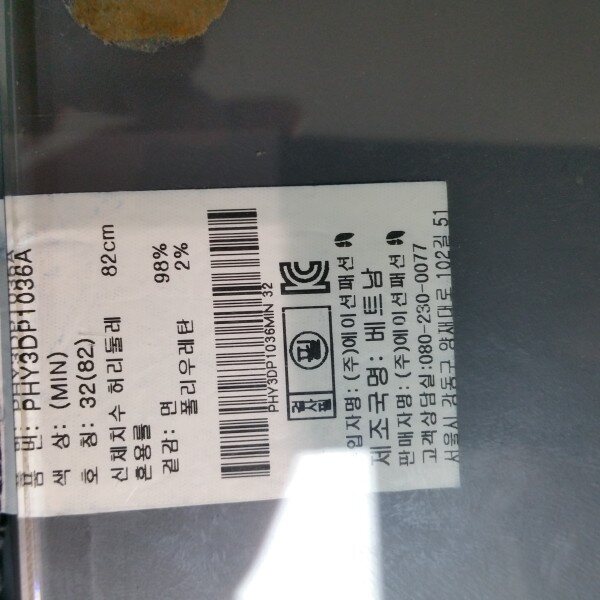 품 번: PHY3DP1036A
색 상: (MIN)
호 칭: 32(82)
신체치수 허리둘레 82cm
혼용률
겉감: 면 98%
폴리우레탄 2%
PHY3DP1036MIN 32
검사필 필
입자명: (주)에이션패션
제조국명: 베트남
판매자명: (주)에이션패션
고객상담실:080-230-0077
서울시 강동구 양재대로 102길 51